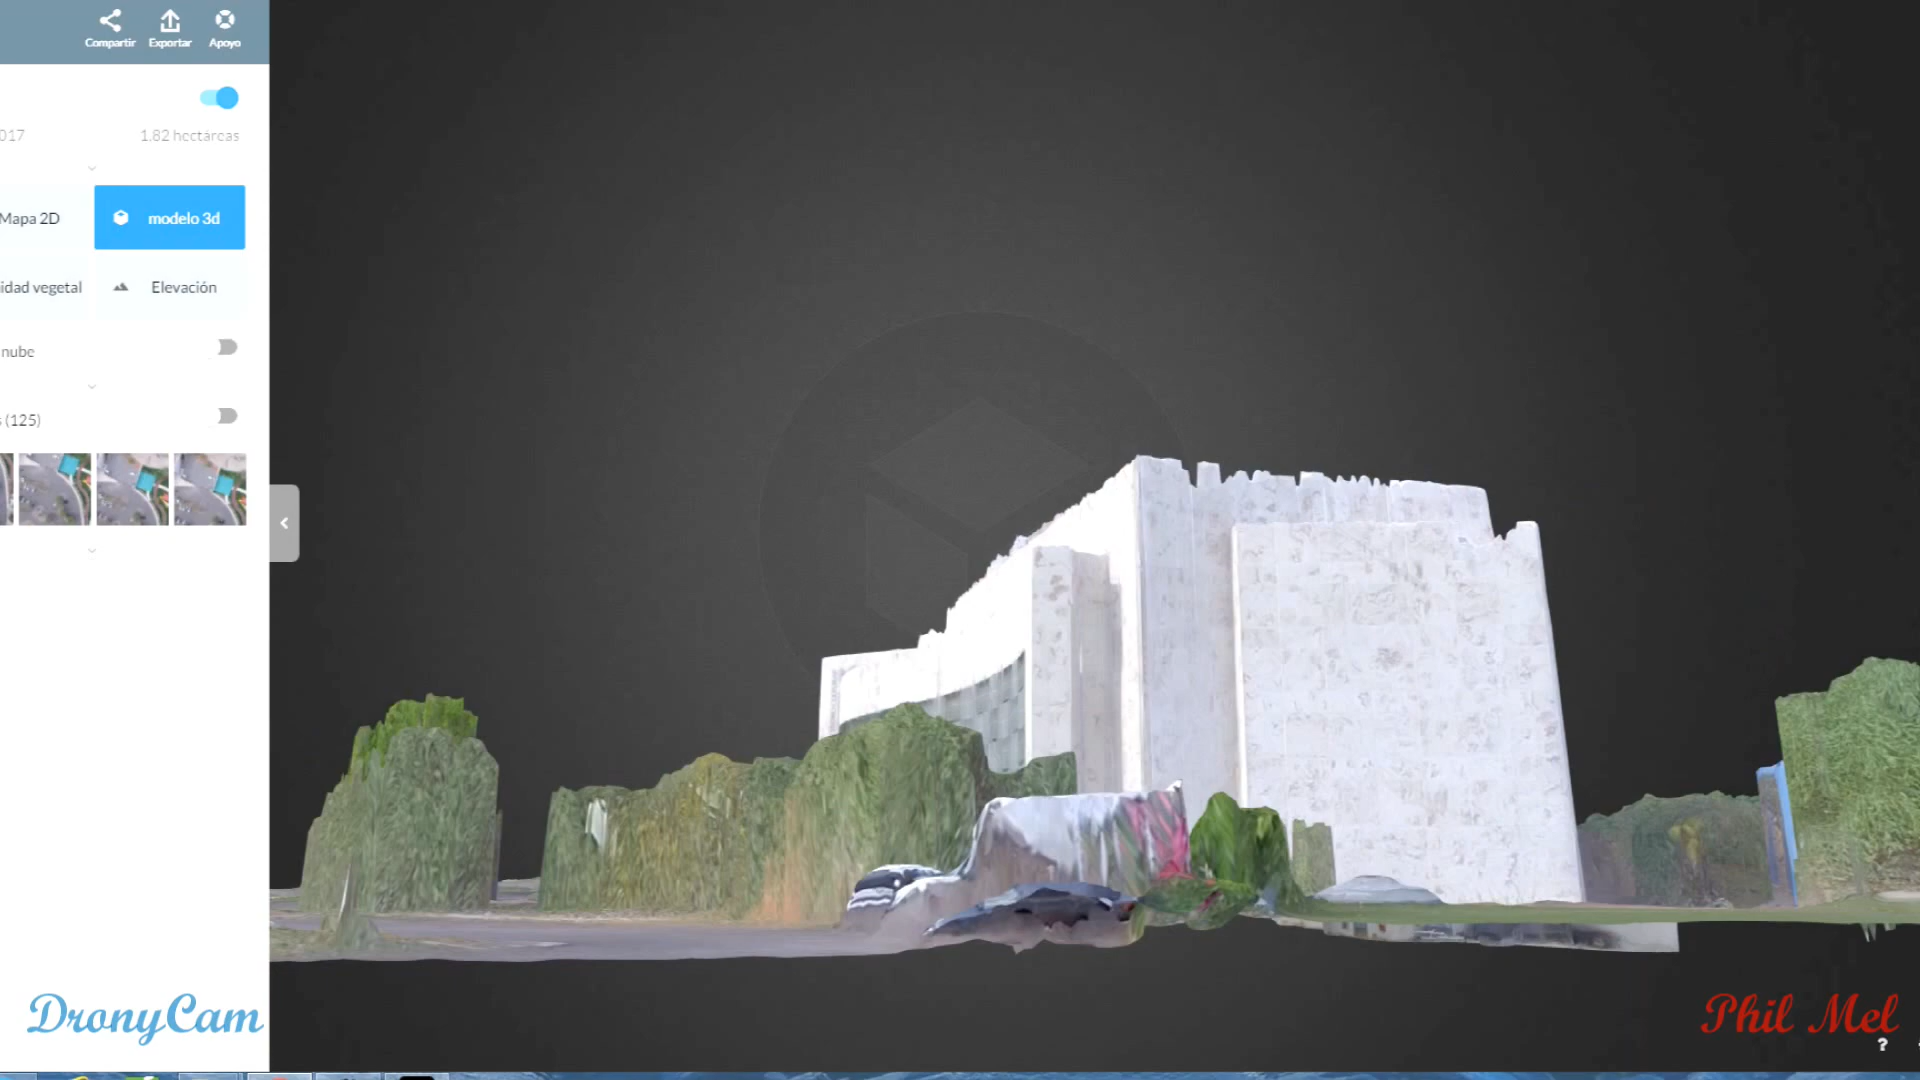 Compartir Exportar Apoyo
017 1.82 hectáreas
Mapa 2D modelo 3d
idad vegetal Elevación
nube
s (125)
DronyCam
Phil Mel
?